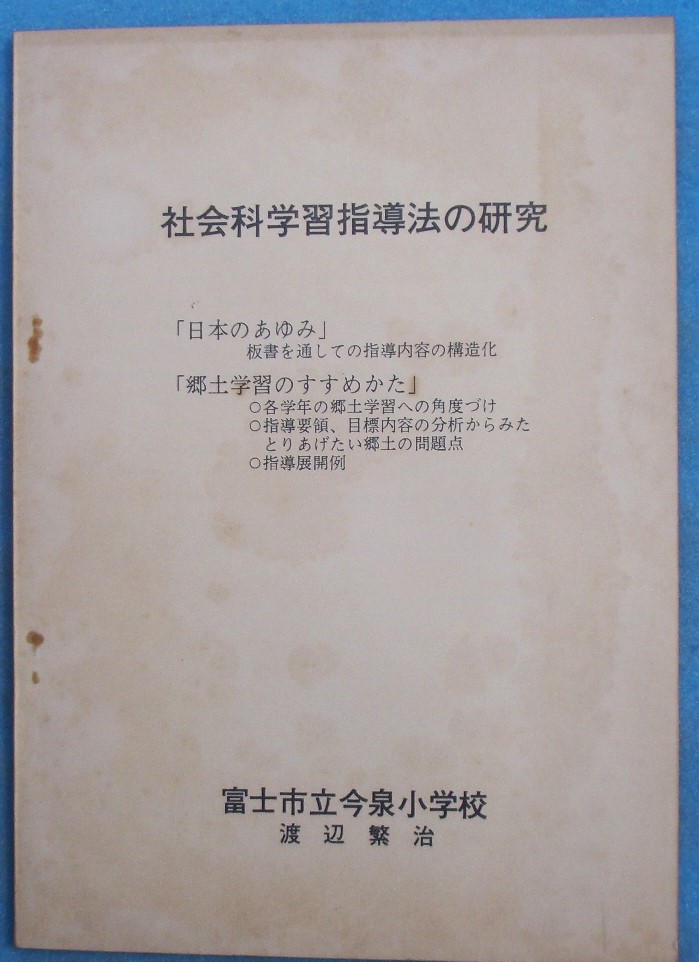 社会科学習指導法の研究
「日本のあゆみ」
板書を通しての指導内容の構造化
「郷土学習のすすめかた」
○各学年の郷土学習への角度づけ
○指導要領、目標内容の分析からみた
とりあげたい郷土の問題点
○指導展開例
富士市立今泉小学校
渡辺繁治